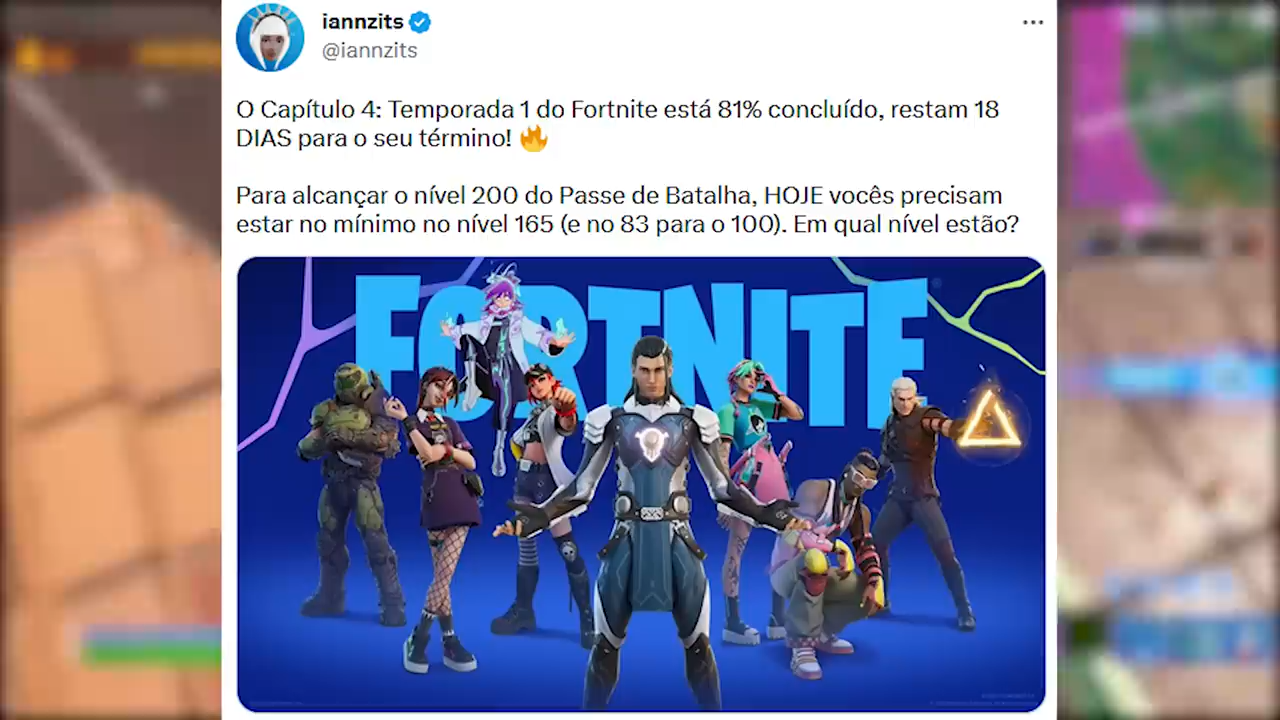 iannzits
@iannzits
O Capítulo 4: Temporada 1 do Fortnite está 81% concluído, restam 18
DIAS para o seu término! 🔥
Para alcançar o nível 200 do Passe de Batalha, HOJE vocês precisam
estar no mínimo no nível 165 (e no 83 para o 100). Em qual nível estão?
FORTNITE